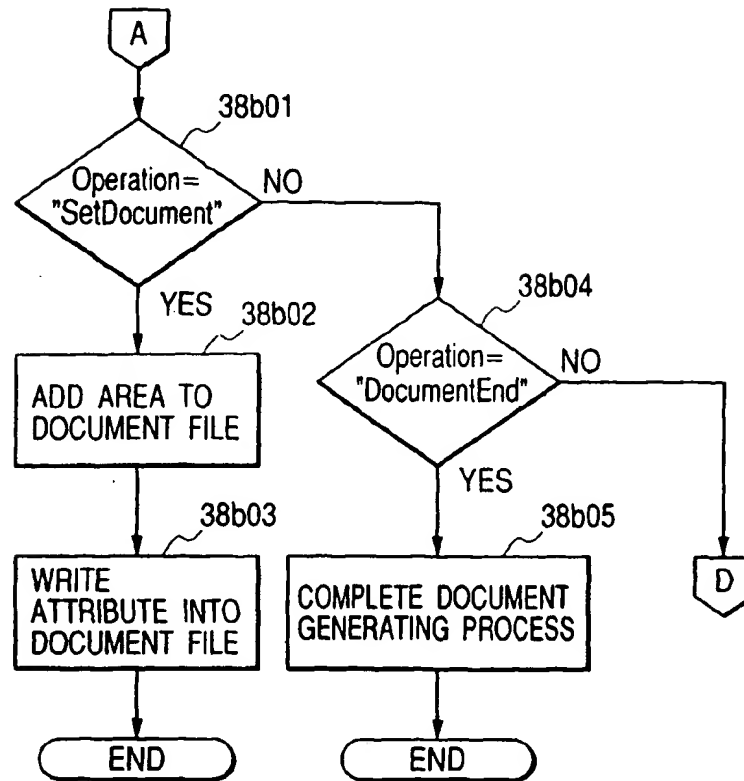 A
38b01
Operation=
"SetDocument"
NO
YES
38b02
ADD AREA TO
DOCUMENT FILE
38b03
WRITE
ATTRIBUTE INTO
DOCUMENT FILE
END
38b04
Operation=
"DocumentEnd"
NO
YES
38b05
COMPLETE DOCUMENT
GENERATING PROCESS
END
D